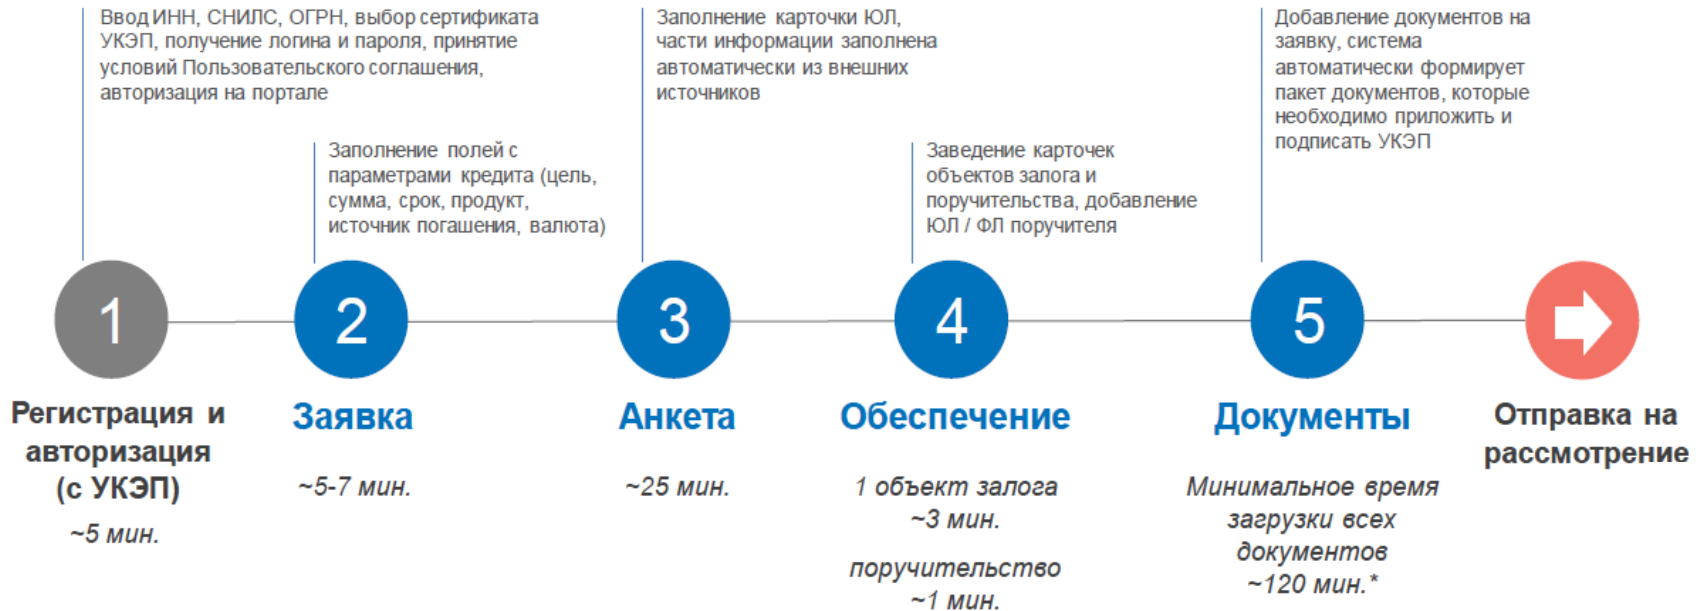 Ввод ИНН, СНИЛС, ОГРН, выбор сертификата
УКЭП, получение логина и пароля, принятие
условий Пользовательского соглашения,
авторизация на портале
Заполнение полей с
параметрами кредита (цель,
сумма, срок, продукт,
источник погашения, валюта)
Заполнение карточки ЮЛ,
части информации заполнена
автоматически из внешних
источников
Заведение карточек
объектов залога и
поручительства, добавление
ЮЛ / ФЛ поручителя
Добавление документов на
заявку, система
автоматически формирует
пакет документов, которые
необходимо приложить и
подписать УКЭП
1
2
3
4
5
Регистрация и
авторизация
(с УКЭП)
~5 мин.
Заявка
~5-7 мин.
Анкета
~25 мин.
Обеспечение
1 объект залога
~3 мин.
поручительство
~1 мин.
Документы
Минимальное время
загрузки всех
документов
~120 мин.*
Отправка на
рассмотрение